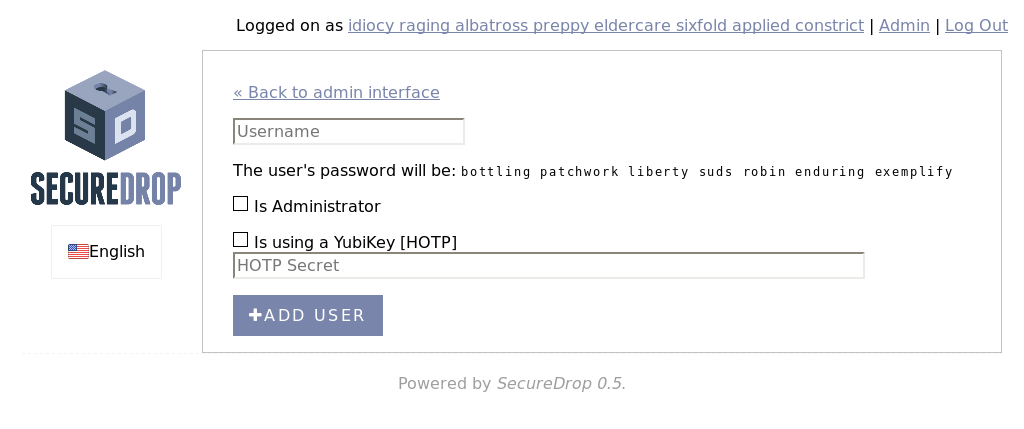 Logged on as idiocy raging albatross preppy eldercare sixfold applied constrict | Admin | Log Out
« Back to admin interface
Username
The user's password will be: bottling patchwork liberty suds robin enduring exemplify
Is Administrator
Is using a YubiKey [HOTP]
HOTP Secret
+ADD USER
SD
SECUREDROP
English
Powered by SecureDrop 0.5.